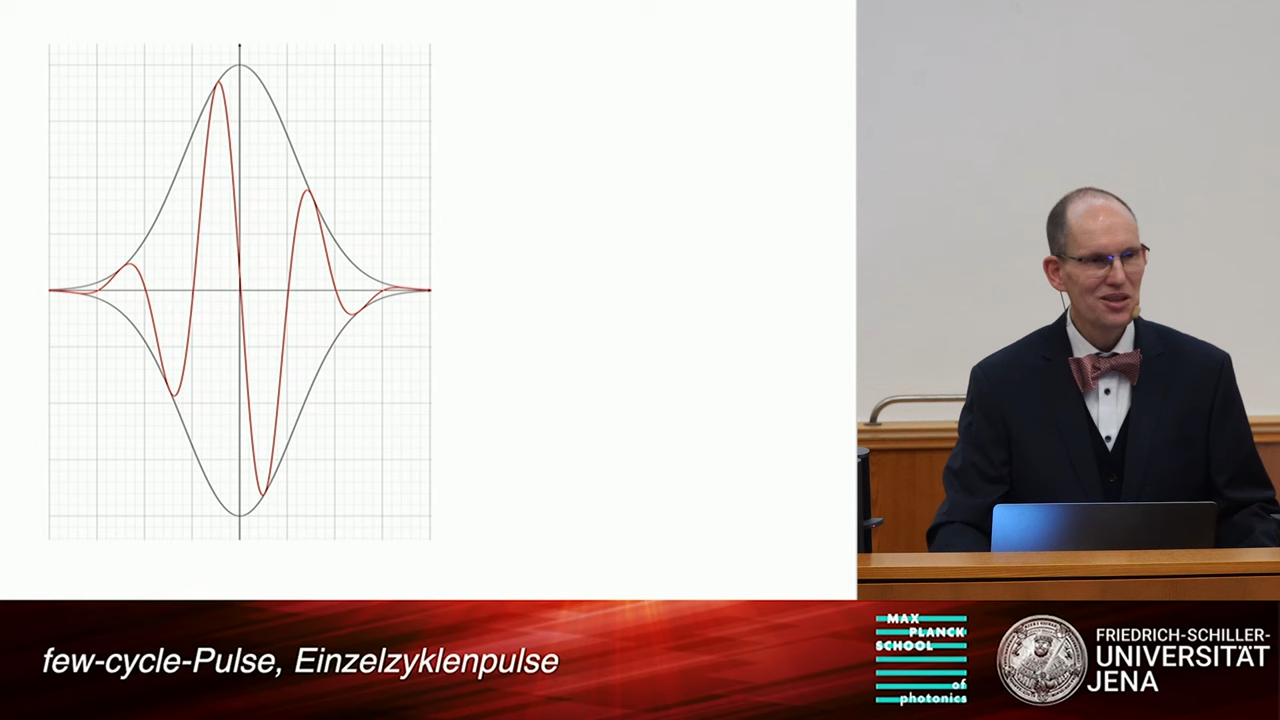 few-cycle-Pulse, Einzelzyklenpulse
MAX
PLANCK
SCHOOL
of
photonics
FRIEDRICH-SCHILLER-
UNIVERSITÄT
JENA